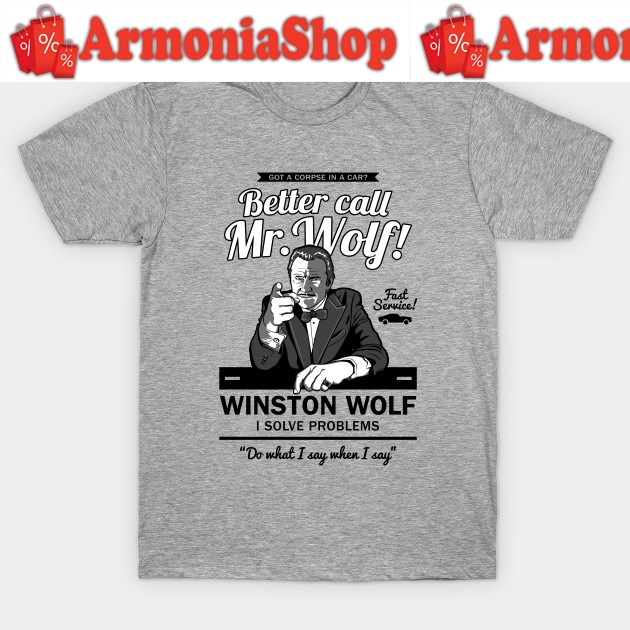 % % % ArmoniaShop % % % Armon
GOT A CORPSE IN A CAR?
Better call
Mr. Wolf!
Fast
Service!
WINSTON WOLF
I SOLVE PROBLEMS
"Do what I say when I say"